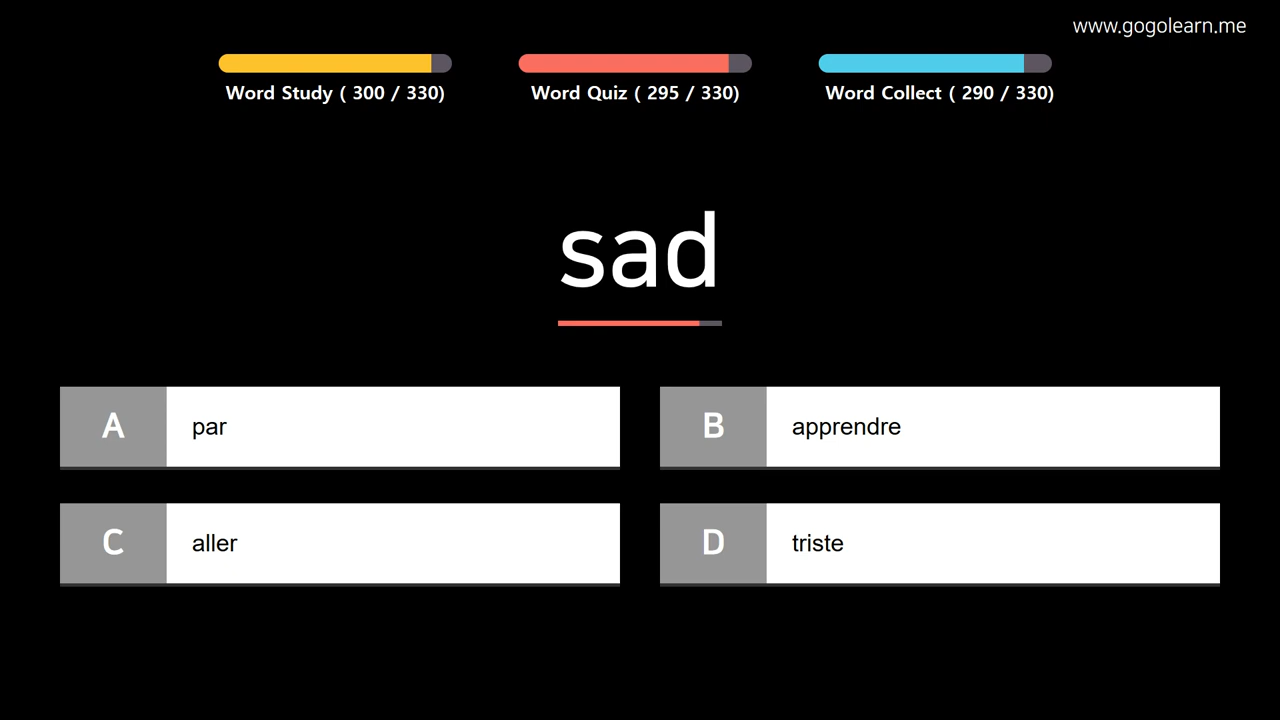 www.gogolearn.me
Word Study ( 300 / 330)
Word Quiz ( 295 / 330)
Word Collect ( 290 / 330)
sad
A par
B apprendre
C aller
D triste